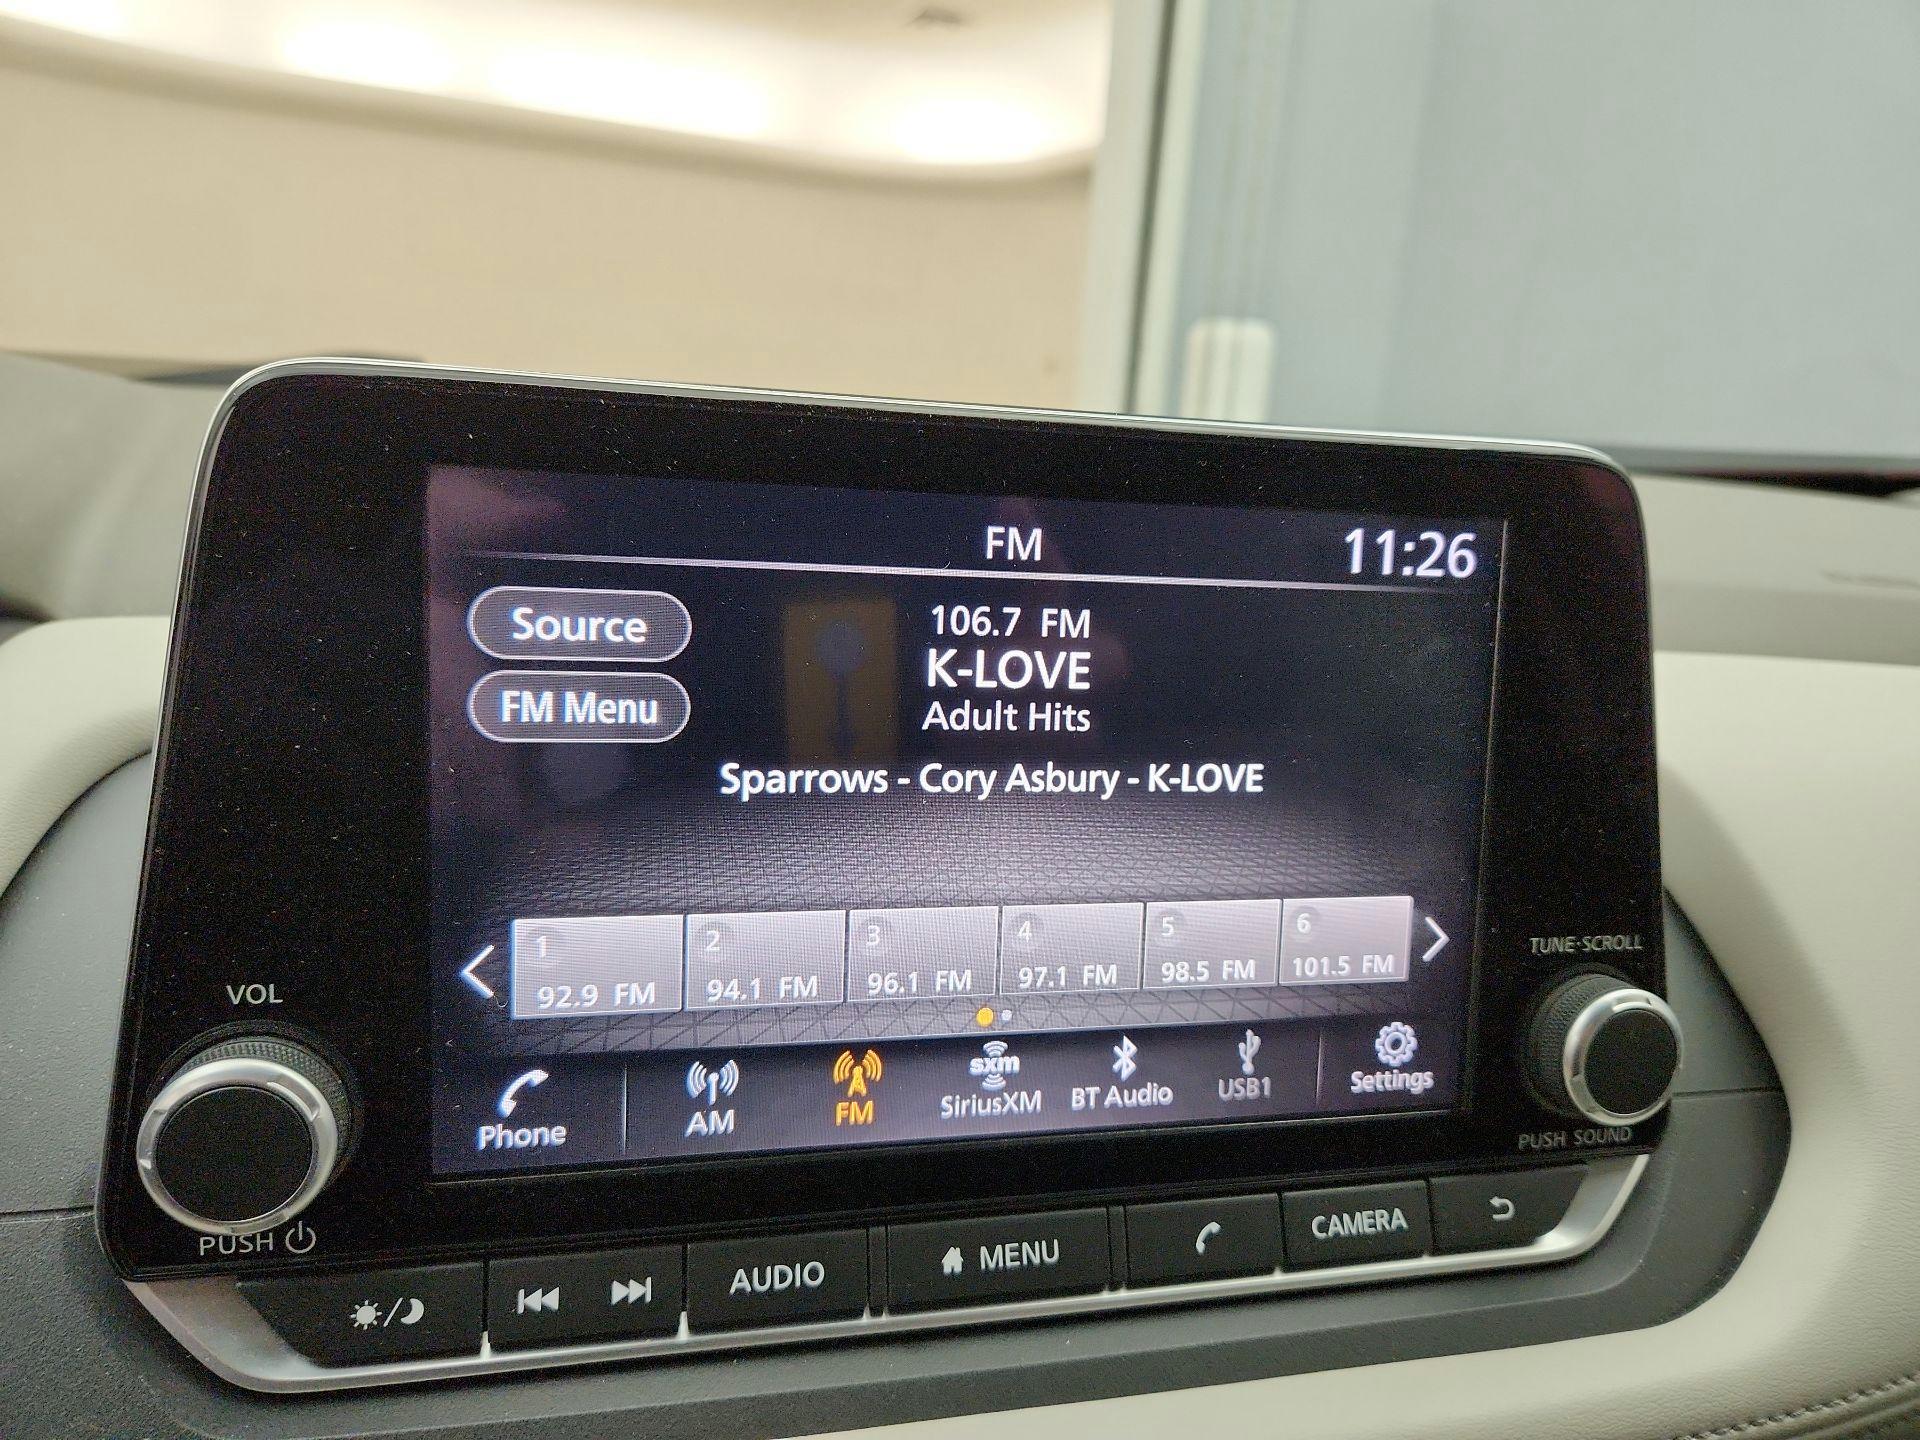 FM
11:26
Source
106.7 FM
K-LOVE
FM Menu
Adult Hits
Sparrows - Cory Asbury - K-LOVE
1
2
3
4
5
6
92.9 FM
94.1 FM
96.1 FM
97.1 FM
98.5 FM
101.5 FM
Phone
AM
FM
sxm
SiriusXM
BT Audio
USB1
Settings
VOL
PUSH
TUNE·SCROLL
PUSH SOUND
AUDIO
MENU
CAMERA